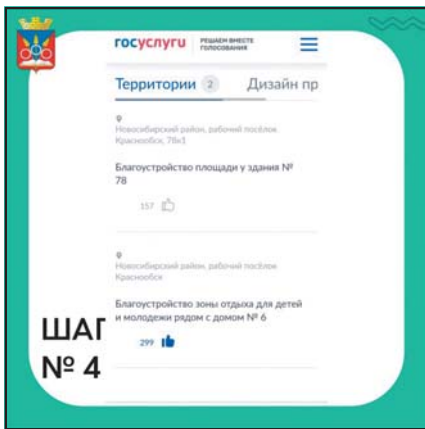 госуслуги
РЕШАЕМ ВМЕСТЕ
ГОЛОСОВАНИЯ
Территории 2 Дизайн пр
Новосибирский район, рабочий посёлок
Краснообск, 78к1
Благоустройство площади у здания №
78
157
Новосибирский район, рабочий посёлок
Краснообск
Благоустройство зоны отдыха для детей
и молодежи рядом с домом № 6
299
ШАГ
№ 4